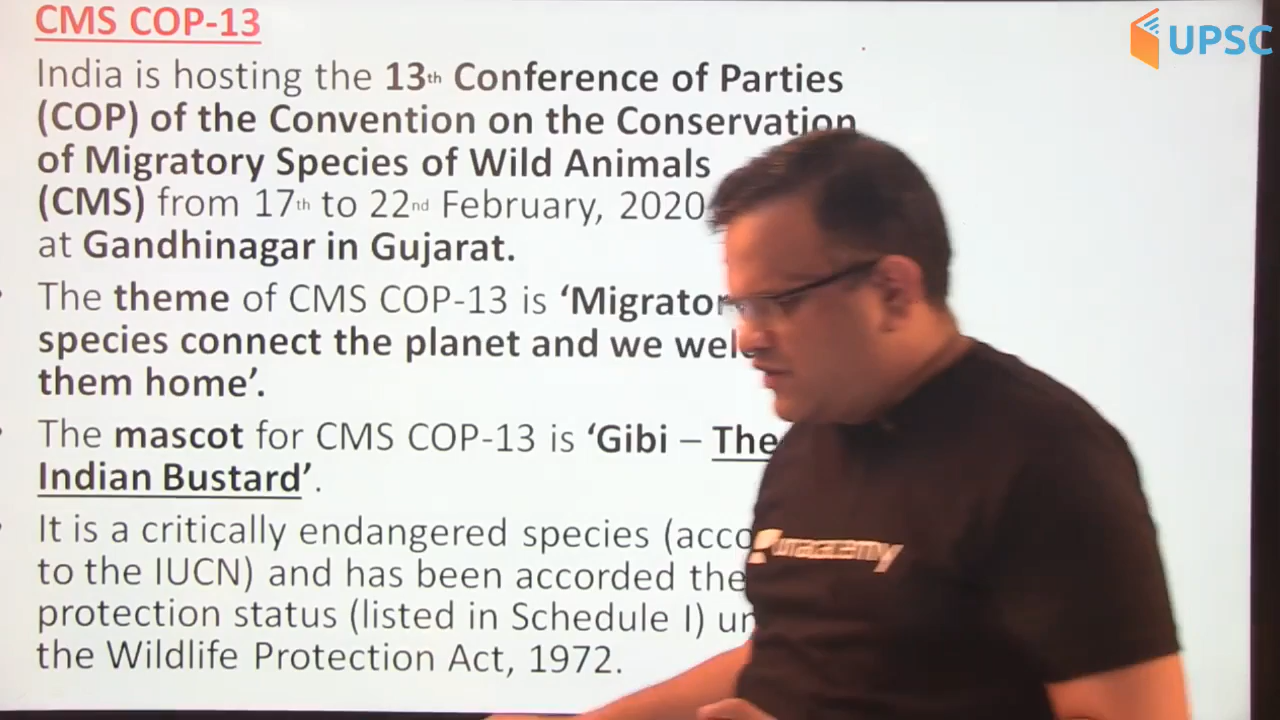 CMS COP-13
UPSC
India is hosting the 13th Conference of Parties
(COP) of the Convention on the Conservation
of Migratory Species of Wild Animals
(CMS) from 17th to 22nd February, 2020
at Gandhinagar in Gujarat.
The theme of CMS COP-13 is ‘Migrator
species connect the planet and we wel
them home’.
The mascot for CMS COP-13 is ‘Gibi – The
Indian Bustard’.
It is a critically endangered species (acco
to the IUCN) and has been accorded the
protection status (listed in Schedule I) un
the Wildlife Protection Act, 1972.
unacademy